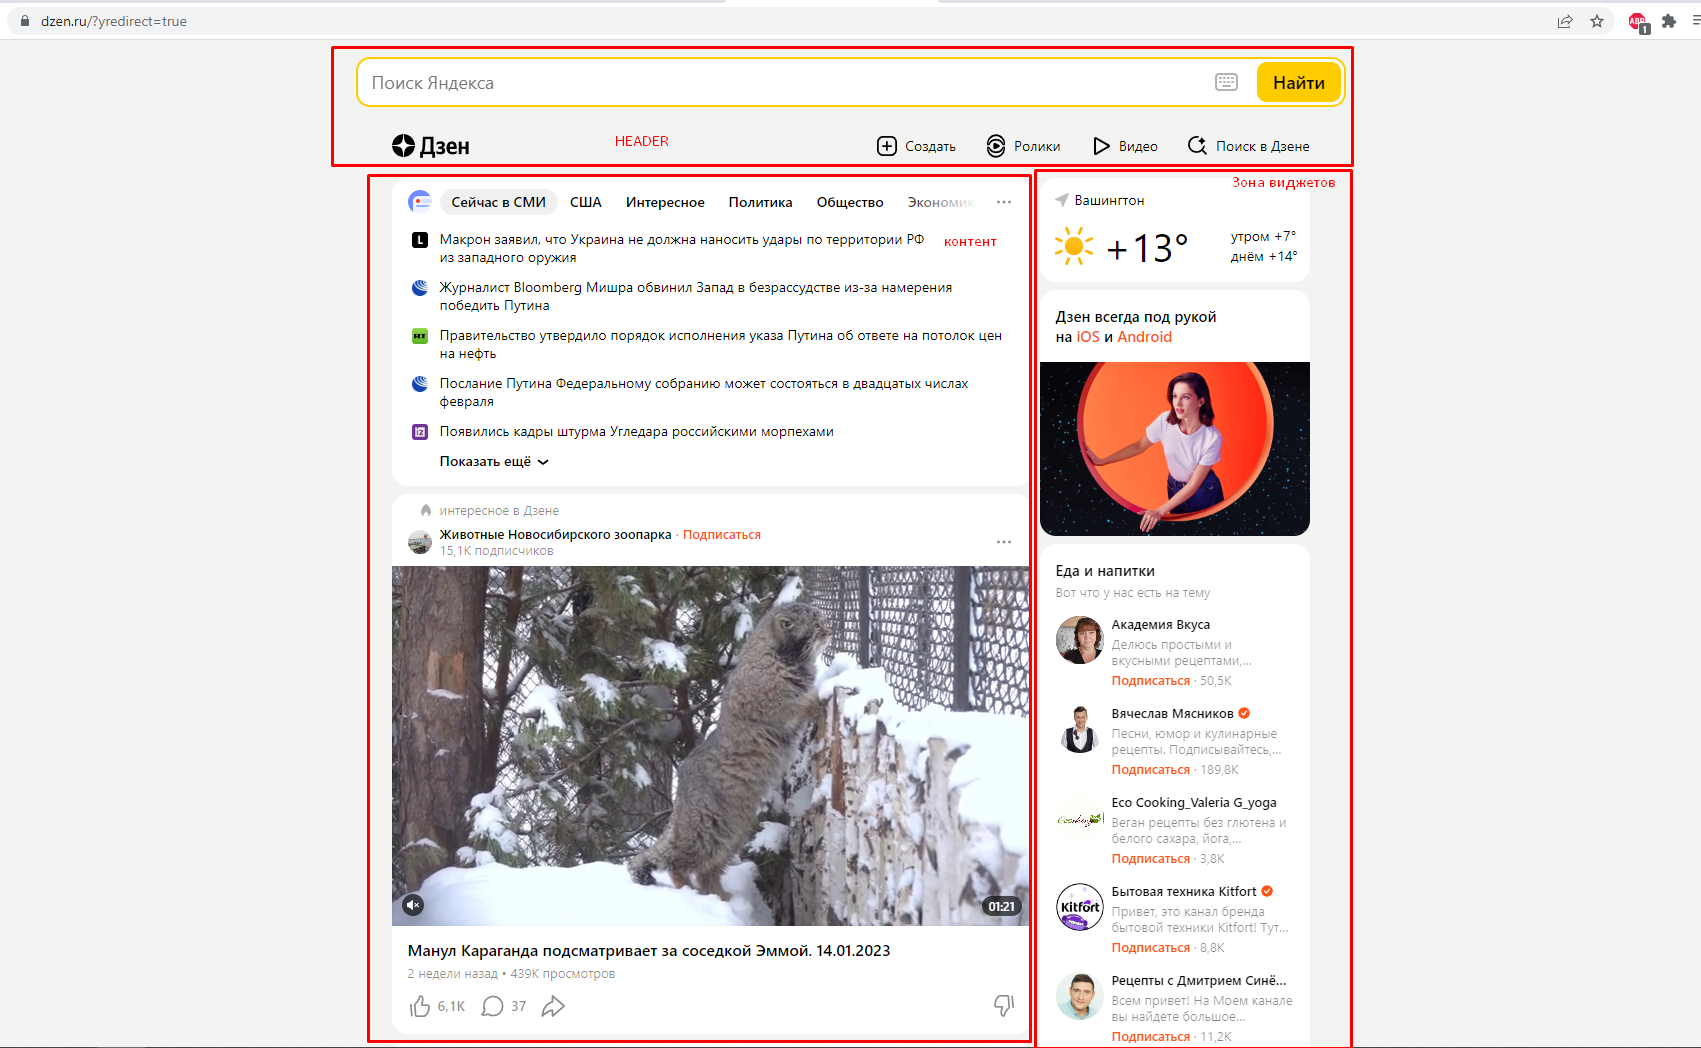 dzen.ru/?yredirect=true
ABP
1
Поиск Яндекса
Найти
Дзен
HEADER
Создать
Ролики
Видео
Поиск в Дзене
Сейчас в СМИ США Интересное Политика Общество Экономик
Макрон заявил, что Украина не должна наносить удары по территории РФ
из западного оружия
контент
Журналист Bloomberg Мишра обвинил Запад в безрассудстве из-за намерения
победить Путина
RT
Правительство утвердило порядок исполнения указа Путина об ответе на потолок цен
на нефть
Послание Путина Федеральному собранию может состояться в двадцатых числах
февраля
Появились кадры штурма Угледара российскими морпехами
Показать ещё
интересное в Дзене
Животные Новосибирского зоопарка · Подписаться
15,1K подписчиков
01:21
Манул Караганда подсматривает за соседкой Эммой. 14.01.2023
2 недели назад • 439K просмотров
6,1K
37
Зона виджетов
Вашингтон
+13°
утром +7°
днём +14°
Дзен всегда под рукой
на iOS и Android
Еда и напитки
Вот что у нас есть на тему
Академия Вкуса
Делюсь простыми и
вкусными рецептами,...
Подписаться · 50,5K
Вячеслав Мясников
Песни, юмор и кулинарные
рецепты. Подписывайтесь,...
Подписаться · 189,8K
Eco Cooking_Valeria G_yoga
Веган рецепты без глютена и
белого сахара, йога,...
Подписаться · 3,8K
Kitfort
Бытовая техника Kitfort
Привет, это канал бренда
бытовой техники Kitfort! Тут...
Подписаться · 8,8K
Рецепты с Дмитрием Синё...
Всем привет! На Моем канале
вы найдете большое...
Подписаться · 11,2K